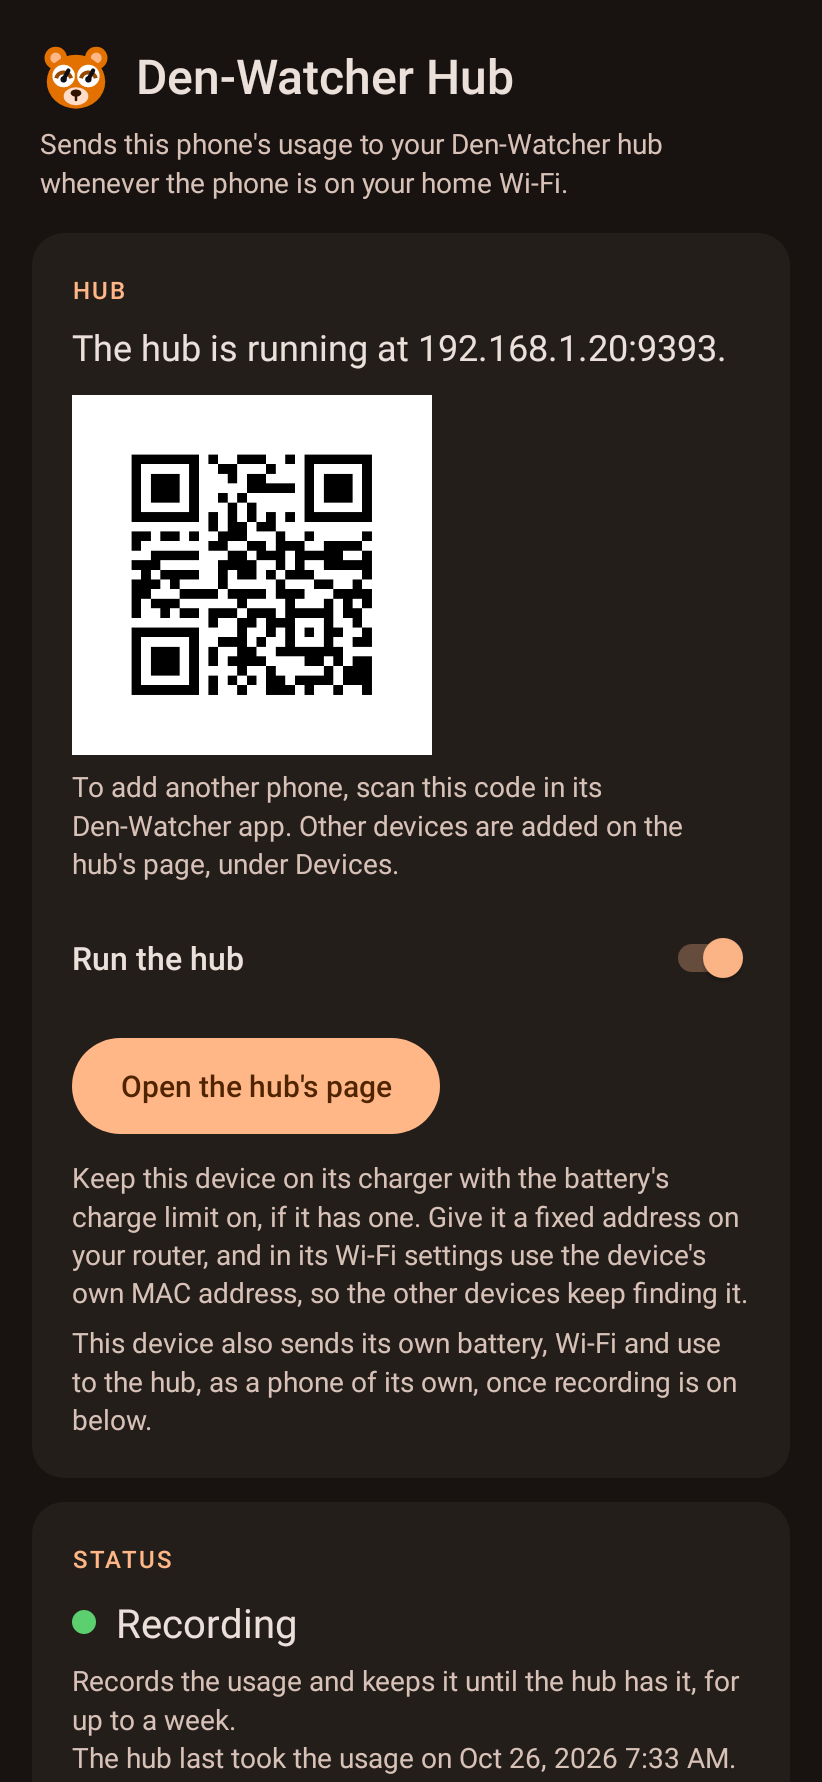 Den-Watcher Hub
Sends this phone's usage to your Den-Watcher hub
whenever the phone is on your home Wi-Fi.
HUB
The hub is running at 192.168.1.20:9393.
To add another phone, scan this code in its
Den-Watcher app. Other devices are added on the
hub's page, under Devices.
Run the hub
Open the hub's page
Keep this device on its charger with the battery's
charge limit on, if it has one. Give it a fixed address on
your router, and in its Wi-Fi settings use the device's
own MAC address, so the other devices keep finding it.
This device also sends its own battery, Wi-Fi and use
to the hub, as a phone of its own, once recording is on
below.
STATUS
Recording
Records the usage and keeps it until the hub has it, for
up to a week.
The hub last took the usage on Oct 26, 2026 7:33 AM.